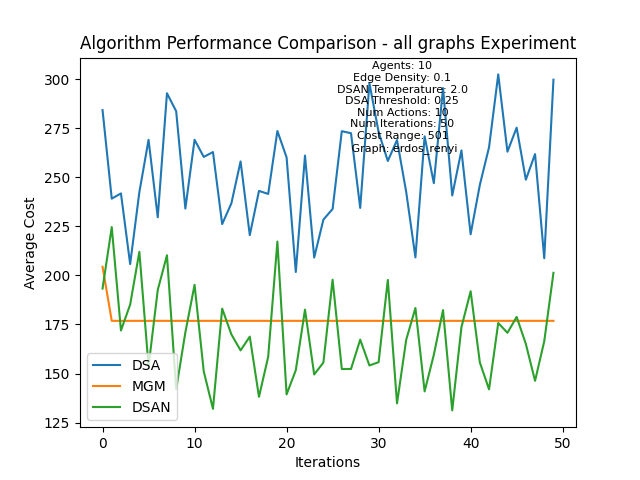 Algorithm Performance Comparison - all graphs Experiment
Agents: 10
Edge Density: 0.1
DSAN Temperature: 2.0
DSA Threshold: 0.25
Num Actions: 10
Num Iterations: 50
Cost Range: 501
Graph: erdos_renyi
300
275
250
225
200
175
150
125
Average Cost
DSA
MGM
DSAN
0
10
20
30
40
50
Iterations